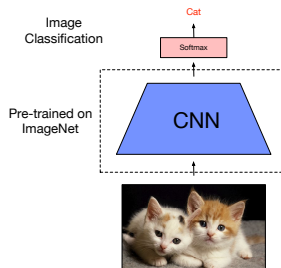 Image
Classification
Cat
Softmax
Pre-trained on
ImageNet
CNN